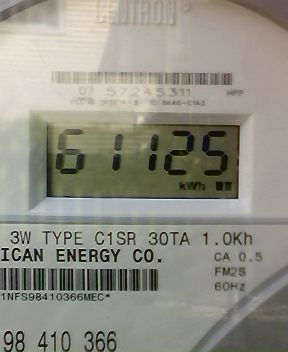 CENTRON®
Q7 57245311
61125
kWh
3W TYPE C1SR 30TA 1.0Kh
ICAN ENERGY CO. CA 0.5
FM2S
1NFS98410366MEC* 60Hz
98 410 366